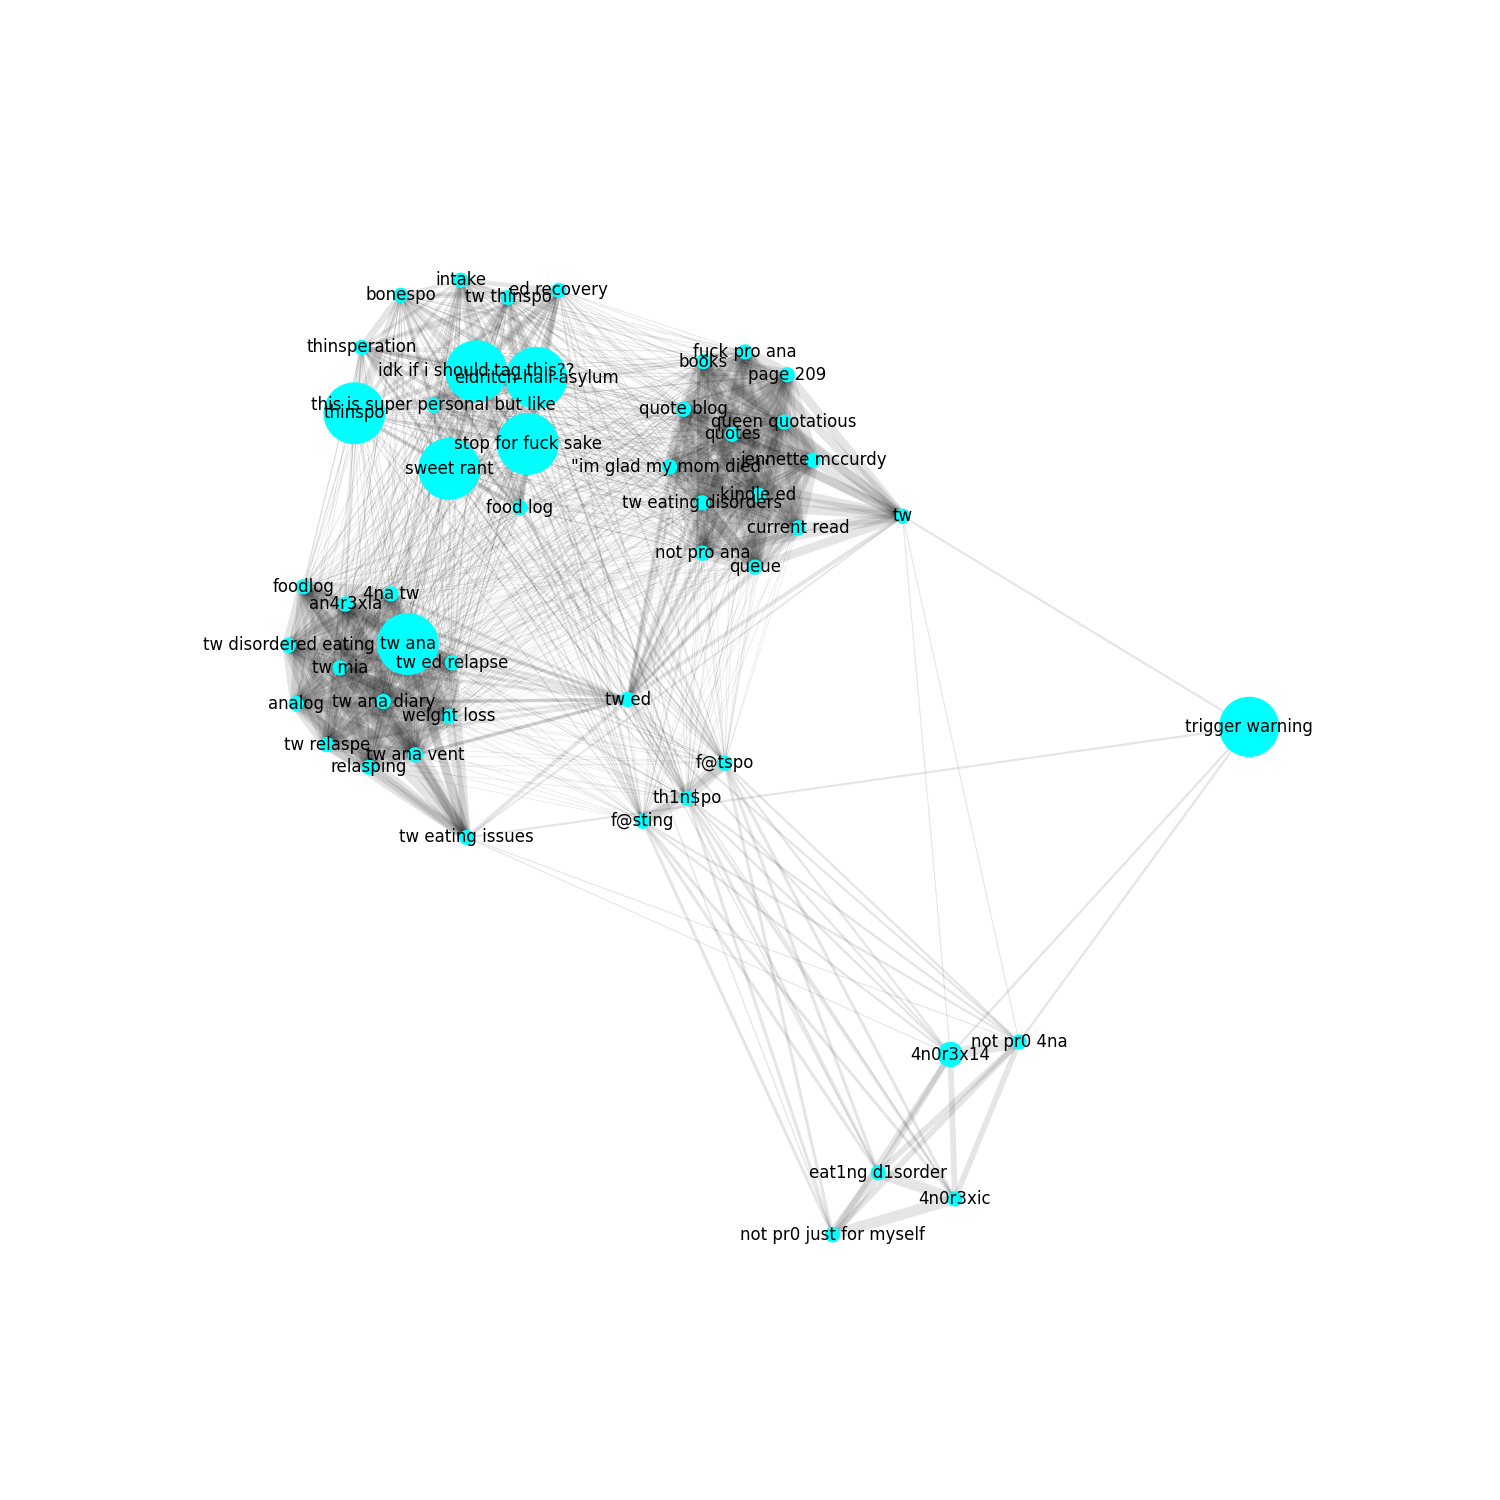 intake
ed recovery
bonespo
tw thinspo
thinsperation
fuck pro ana
books
idk if i should tag this??
page 209
this is super personal but like
thinspo
quote blog
queen quotatious
quotes
stop for fuck sake
sweet rant
"im glad my mom died"
jennette mccurdy
kindle ed
tw eating disorders
food log
tw
current read
not pro ana
queue
foodlog
4na tw
an4r3xia
tw disordered eating
tw ana
tw mia
tw ed relapse
analog
tw ana diary
weight loss
tw ed
trigger warning
tw relaspe
tw ana vent
relasping
f@tspo
th1n$po
f@sting
tw eating issues
not pr0 4na
4n0r3x14
eat1ng d1sorder
4n0r3xic
not pr0 just for myself